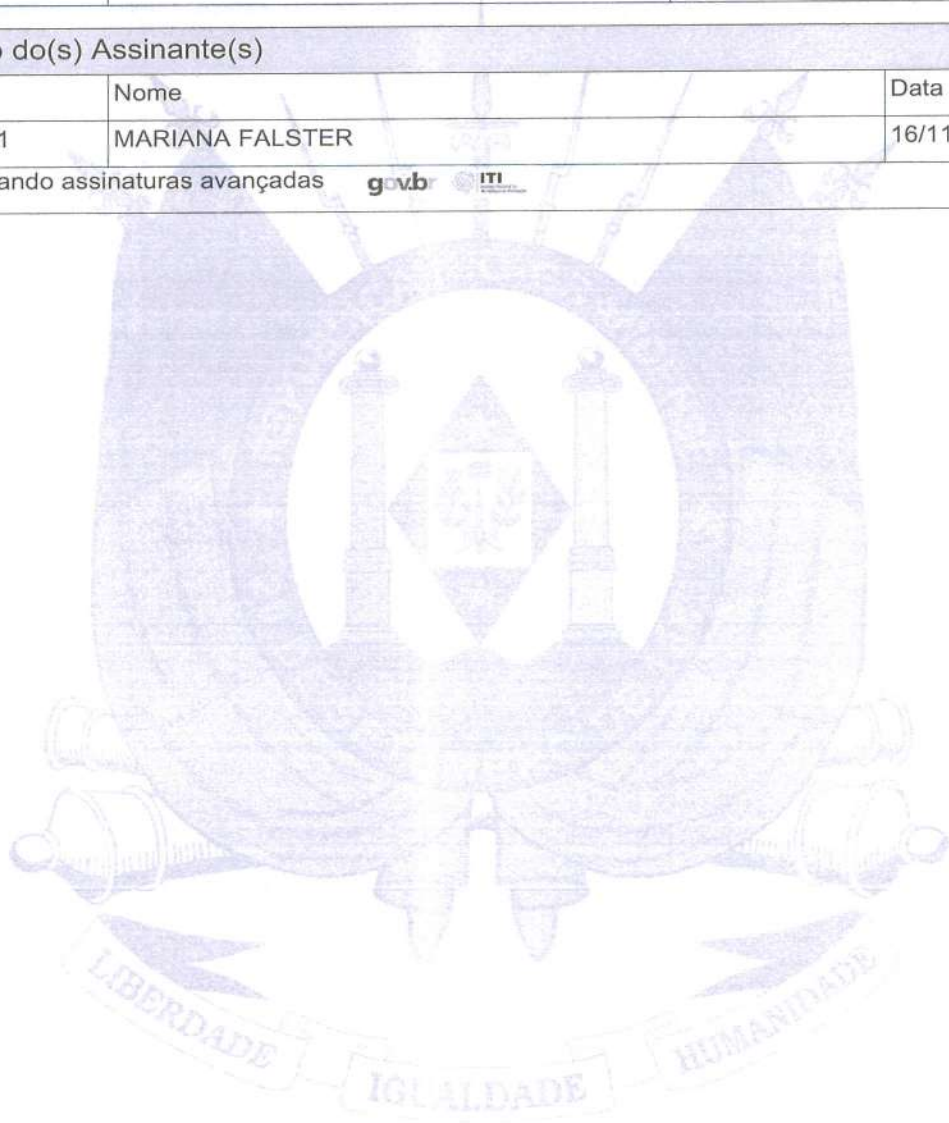 do(s) Assinante(s)
Nome
Data
1
MARIANA FALSTER
16/11
ando assinaturas avançadas
gov.br
ITI
LIBERDADE
IGUALDADE
HUMANIDADE